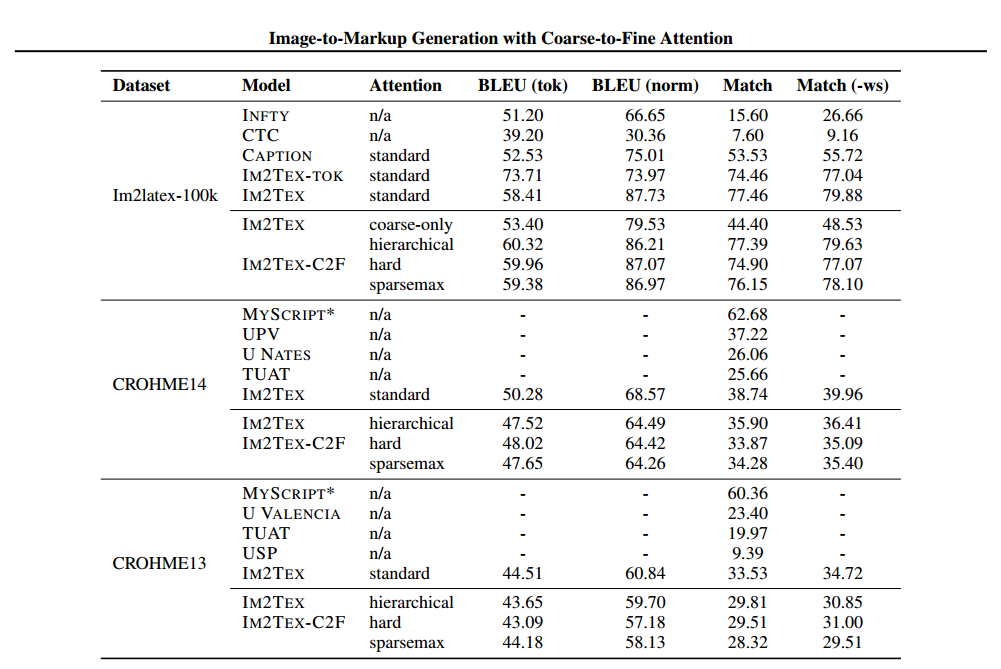 Image-to-Markup Generation with Coarse-to-Fine Attention
Dataset Model Attention BLEU (tok) BLEU (norm) Match Match (-ws)
INFTY n/a 51.20 66.65 15.60 26.66
CTC n/a 39.20 30.36 7.60 9.16
CAPTION standard 52.53 75.01 53.53 55.72
IM2TEX-TOK standard 73.71 73.97 74.46 77.04
Im2latex-100k IM2TEX standard 58.41 87.73 77.46 79.88
IM2TEX coarse-only 53.40 79.53 44.40 48.53
hierarchical 60.32 86.21 77.39 79.63
IM2TEX-C2F hard 59.96 87.07 74.90 77.07
sparsemax 59.38 86.97 76.15 78.10
MYSCRIPT* n/a - - 62.68 -
UPV n/a - - 37.22 -
U NATES n/a - - 26.06 -
TUAT n/a - - 25.66 -
CROHME14
IM2TEX standard 50.28 68.57 38.74 39.96
IM2TEX hierarchical 47.52 64.49 35.90 36.41
IM2TEX-C2F hard 48.02 64.42 33.87 35.09
sparsemax 47.65 64.26 34.28 35.40
MYSCRIPT* n/a - - 60.36 -
U VALENCIA n/a - - 23.40 -
TUAT n/a - - 19.97 -
USP n/a - - 9.39 -
CROHME13
IM2TEX standard 44.51 60.84 33.53 34.72
IM2TEX hierarchical 43.65 59.70 29.81 30.85
IM2TEX-C2F hard 43.09 57.18 29.51 31.00
sparsemax 44.18 58.13 28.32 29.51